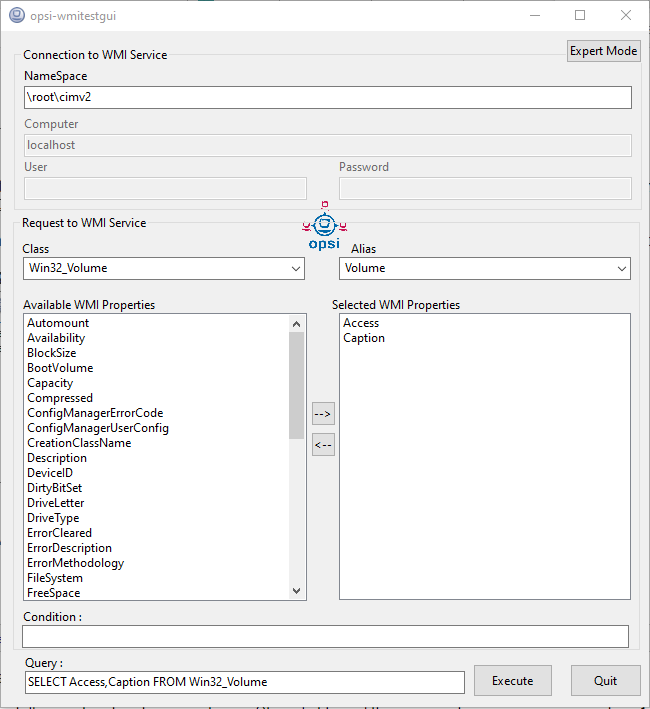 opsi-wmitestgui
Connection to WMI Service
Expert Mode
NameSpace
\root\cimv2
Computer
localhost
User
Password
Request to WMI Service
opsi
Class
Alias
Win32_Volume
Volume
Available WMI Properties
Automount
Availability
BlockSize
BootVolume
Capacity
Compressed
ConfigManagerErrorCode
ConfigManagerUserConfig
CreationClassName
Description
DeviceID
DirtyBitSet
DriveLetter
DriveType
ErrorCleared
ErrorDescription
ErrorMethodology
FileSystem
FreeSpace
-->
<--
Selected WMI Properties
Access
Caption
Condition :
Query :
SELECT Access,Caption FROM Win32_Volume
Execute
Quit